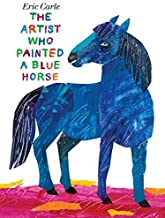 Eric Carle
THE
ARTIST
WHO
PAINTED
A BLUE
HORSE